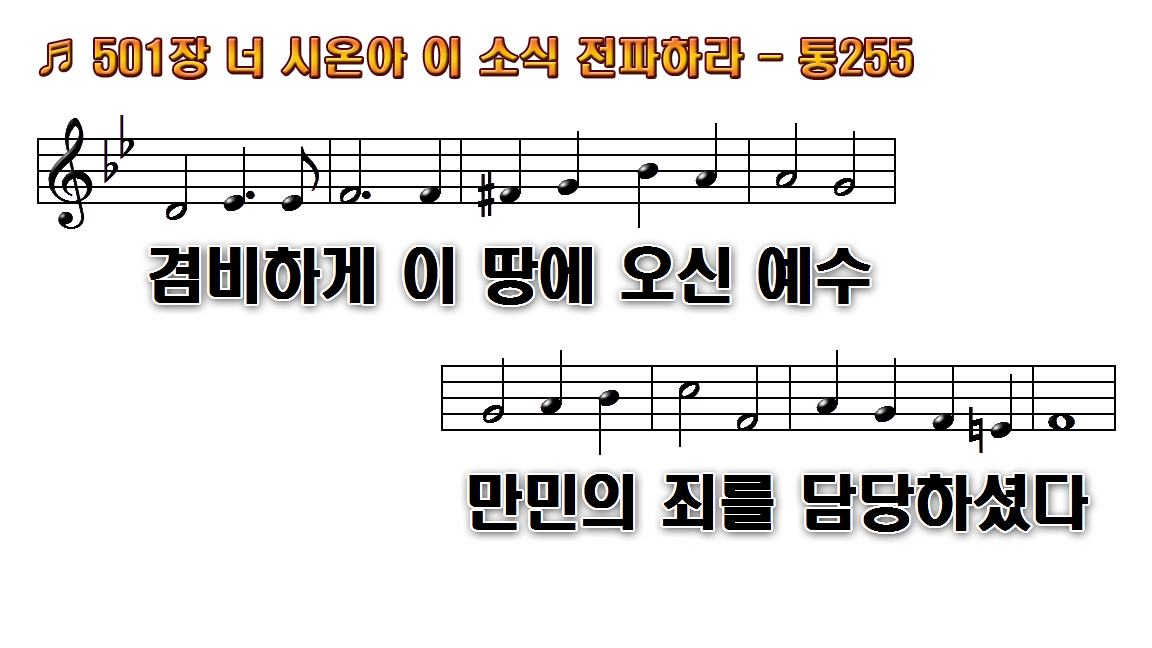 ♬ 501장 너 시온아 이 소식 전파하라 - 통255
겸비하게 이 땅에 오신 예수
만민의 죄를 담당하셨다